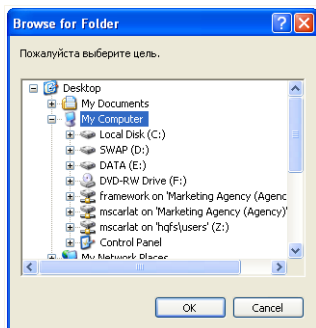 Browse for Folder
Пожалуйста выберите цель.
Desktop
My Documents
My Computer
Local Disk (C:)
SWAP (D:)
DATA (E:)
DVD-RW Drive (F:)
framework on 'Marketing Agency (Agenc
mscarlat on 'Marketing Agency (Agency)'
mscarlat on 'hqfs\users' (Z:)
Control Panel
My Network Places
OK
Cancel